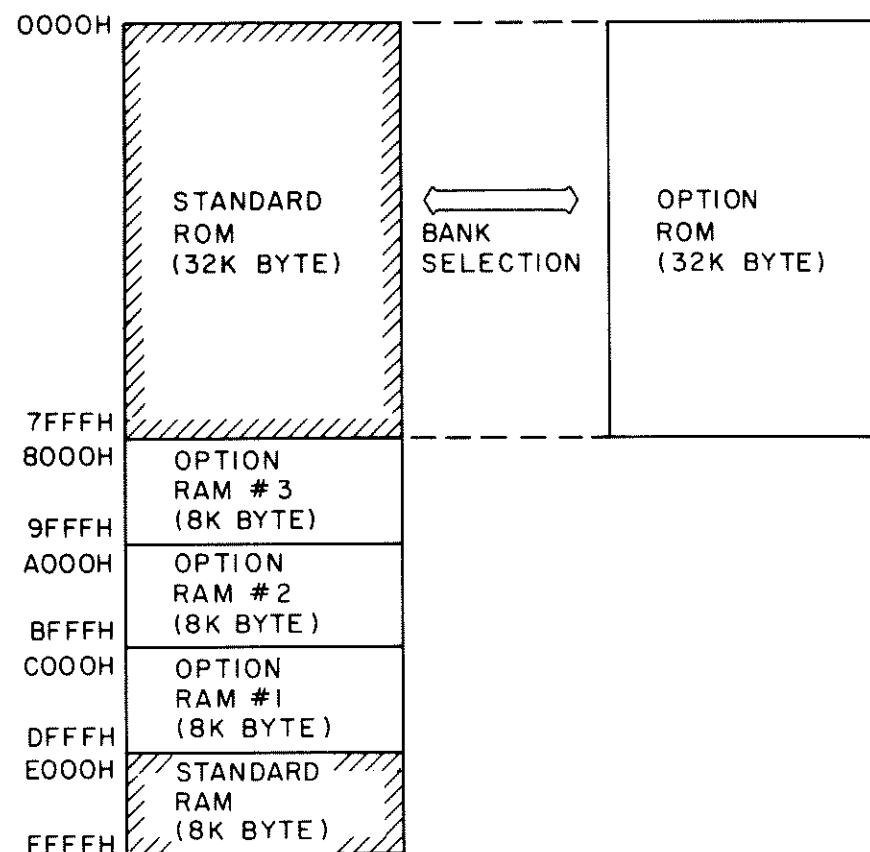 0000H
STANDARD
ROM
(32K BYTE)
BANK
SELECTION
OPTION
ROM
(32K BYTE)
7FFFH
8000H
OPTION
RAM #3
(8K BYTE)
9FFFH
A000H
OPTION
RAM #2
(8K BYTE)
BFFFH
C000H
OPTION
RAM #1
(8K BYTE)
DFFFH
E000H
STANDARD
RAM
(8K BYTE)
FFFFH